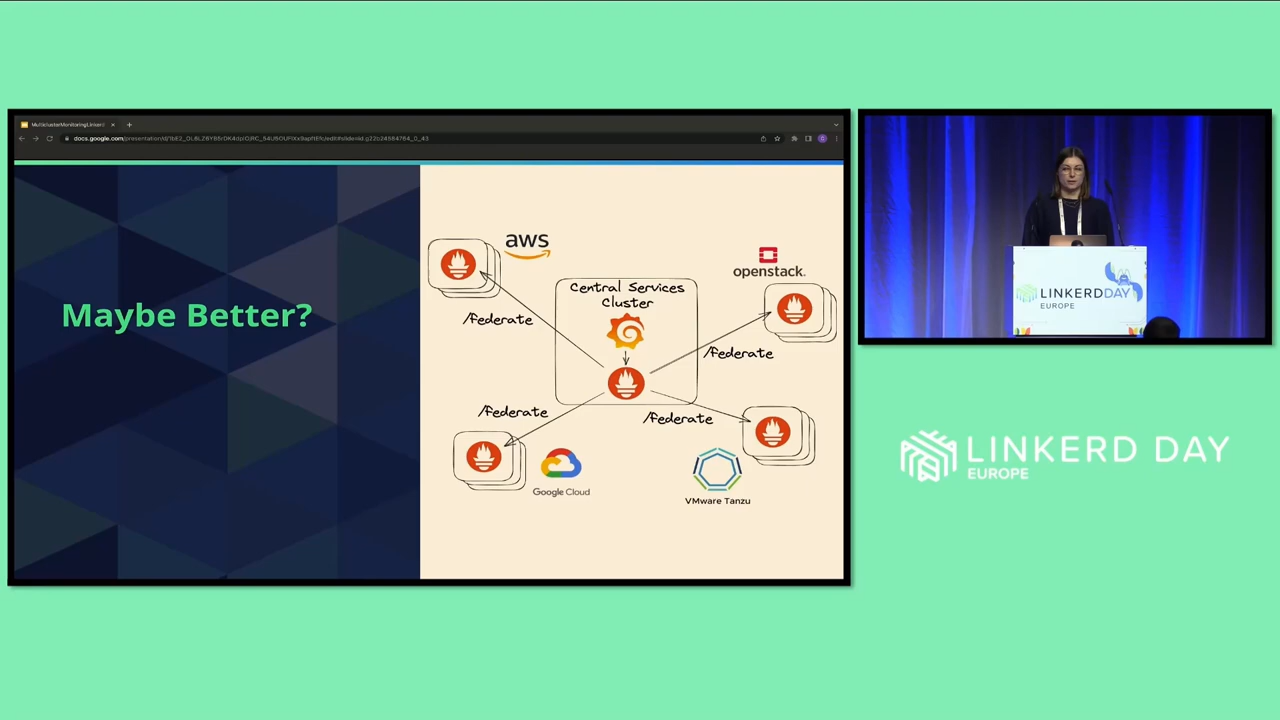 MulticlusterMonitoringLinkerd
Maybe Better?
aws
openstack.
Central Services
Cluster
/federate
/federate
/federate
/federate
Google Cloud
VMware Tanzu
LINKERD DAY
EUROPE
LINKERD DAY
EUROPE